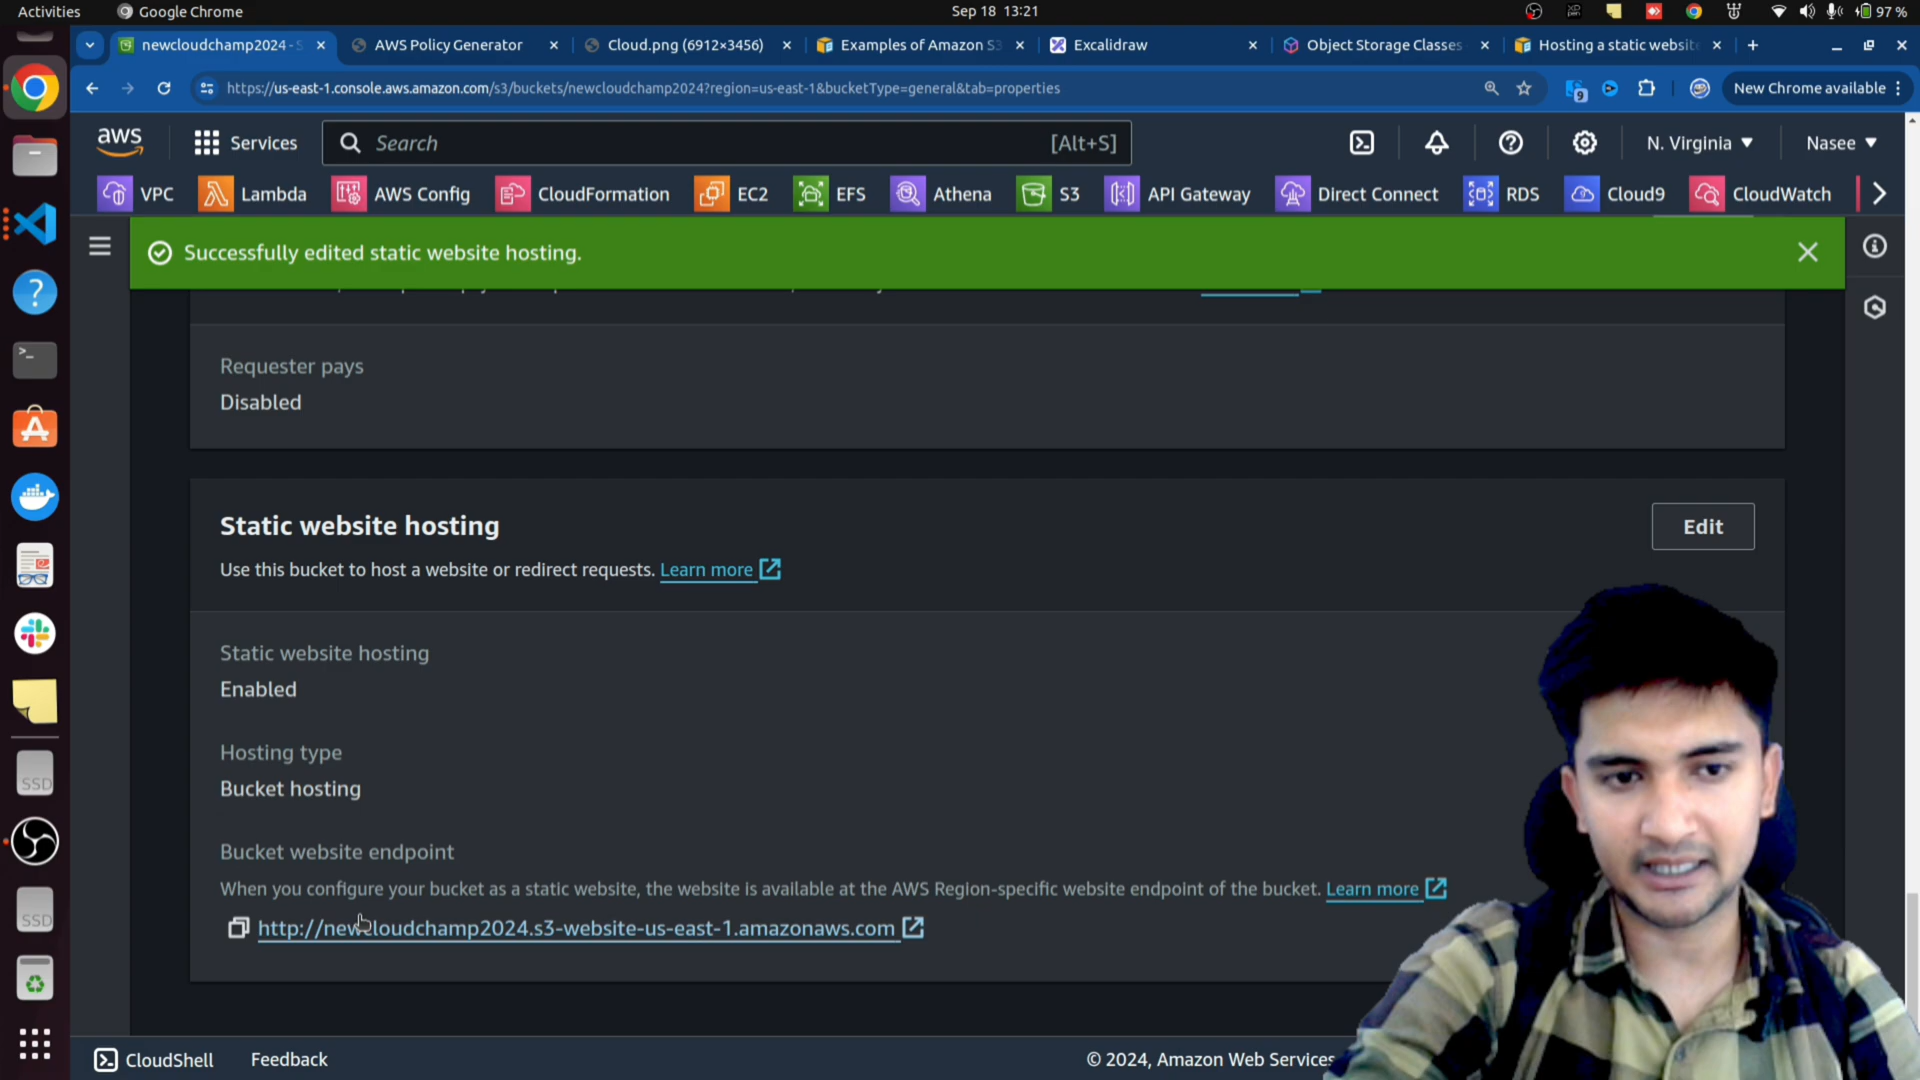 Activities
Google Chrome
Sep 18 13:21
97 %
newcloudchamp2024 - S
AWS Policy Generator
Cloud.png (6912×3456)
Examples of Amazon S3
Excalidraw
Object Storage Classes
Hosting a static websit
https://us-east-1.console.aws.amazon.com/s3/buckets/newcloudchamp2024?region=us-east-1&bucketType=general&tab=properties
9
New Chrome available
aws
Services
Search
[Alt+S]
N. Virginia
Nasee
VPC
Lambda
AWS Config
CloudFormation
EC2
EFS
Athena
S3
API Gateway
Direct Connect
RDS
Cloud9
CloudWatch
Successfully edited static website hosting.
Requester pays
Disabled
Static website hosting
Edit
Use this bucket to host a website or redirect requests. Learn more
Static website hosting
Enabled
Hosting type
Bucket hosting
Bucket website endpoint
When you configure your bucket as a static website, the website is available at the AWS Region-specific website endpoint of the bucket. Learn more
http://newcloudchamp2024.s3-website-us-east-1.amazonaws.com
SSD
SSD
CloudShell
Feedback
© 2024, Amazon Web Services